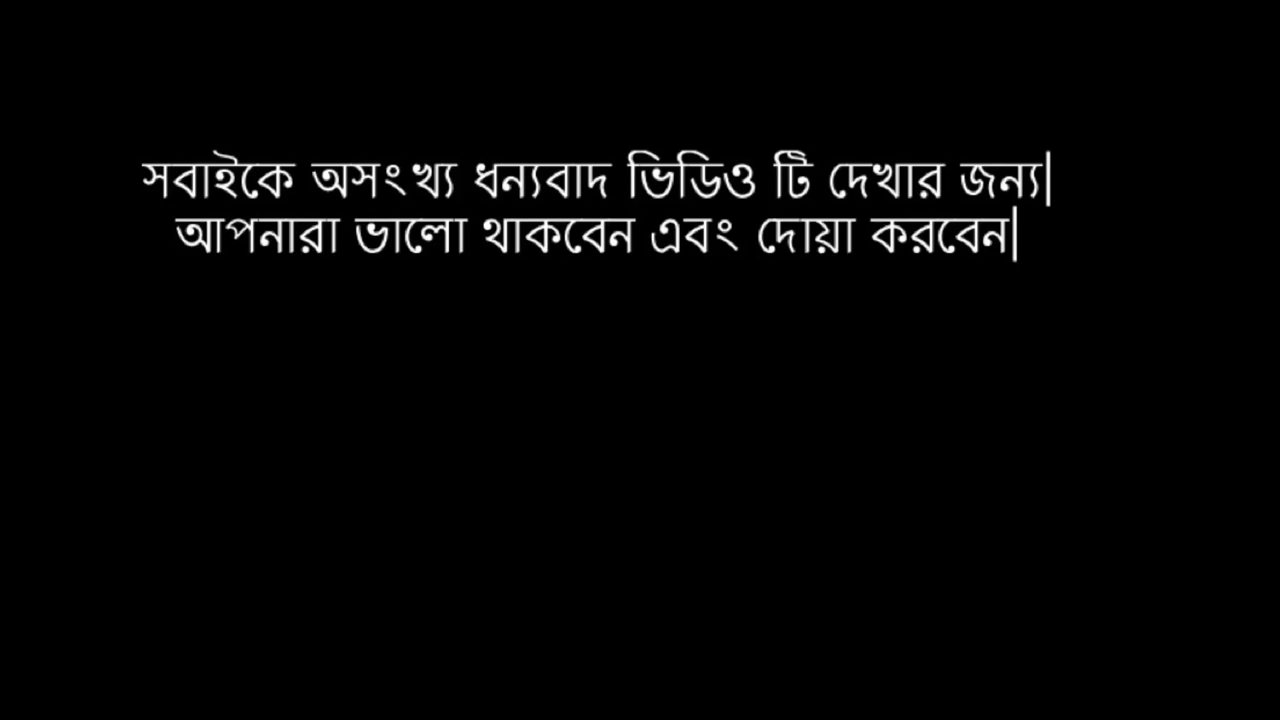 সবাইকে অসংখ্য ধন্যবাদ ভিডিও টি দেখার জন্য|
আপনারা ভালো থাকবেন এবং দোয়া করবেন|